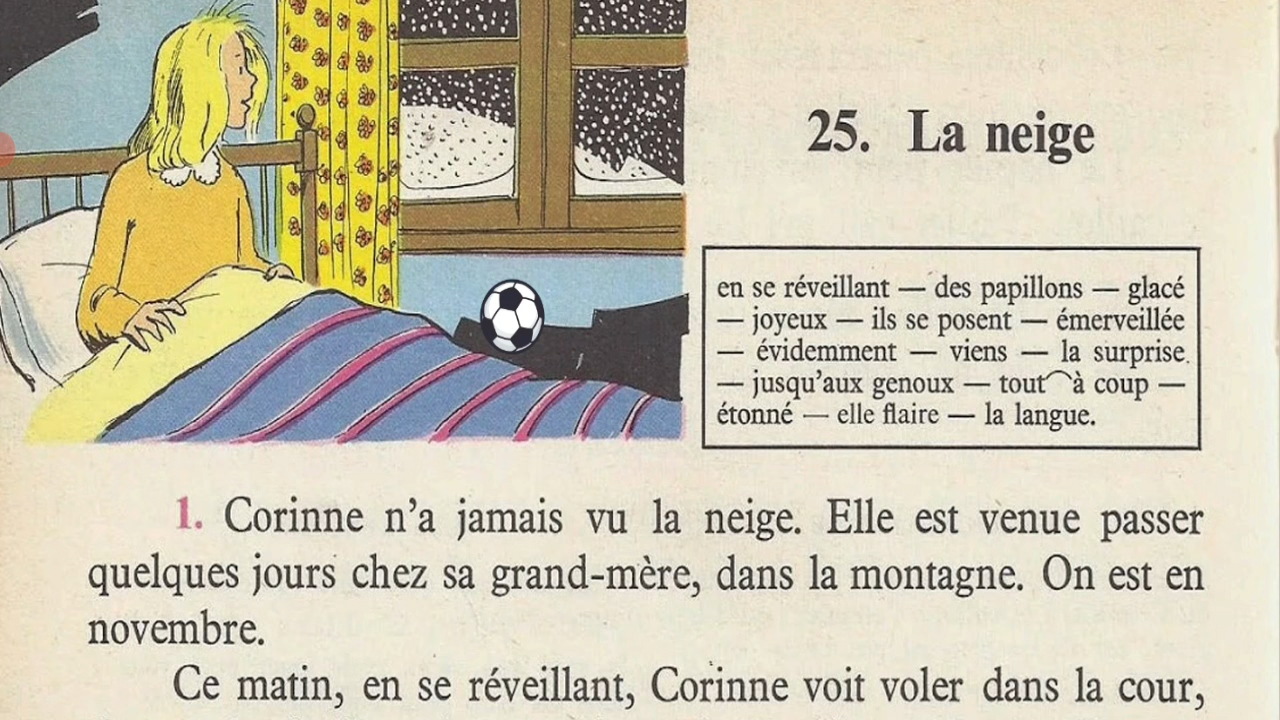 25. La neige
en se réveillant — des papillons — glacé
— joyeux — ils se posent — émerveillée
— évidemment — viens — la surprise
— jusqu'aux genoux — tout à coup —
étonné — elle flaire — la langue.
1. Corinne n'a jamais vu la neige. Elle est venue passer
quelques jours chez sa grand-mère, dans la montagne. On est en
novembre.
Ce matin, en se réveillant, Corinne voit voler dans la cour,